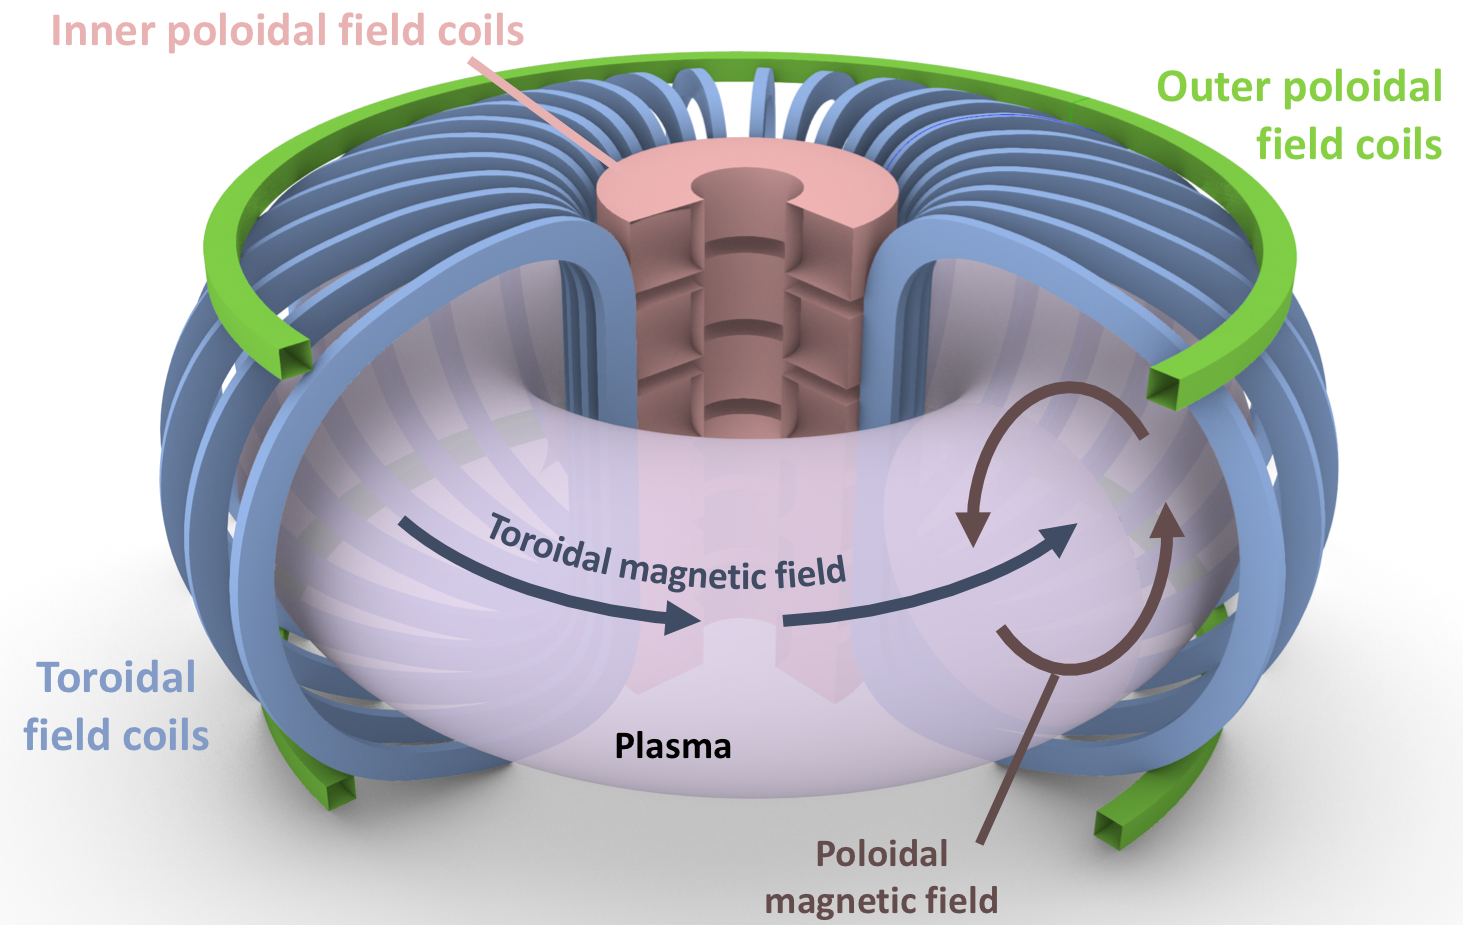 Inner poloidal field coils
Outer poloidal
field coils
Toroidal magnetic field
Toroidal
field coils
Plasma
Poloidal
magnetic field